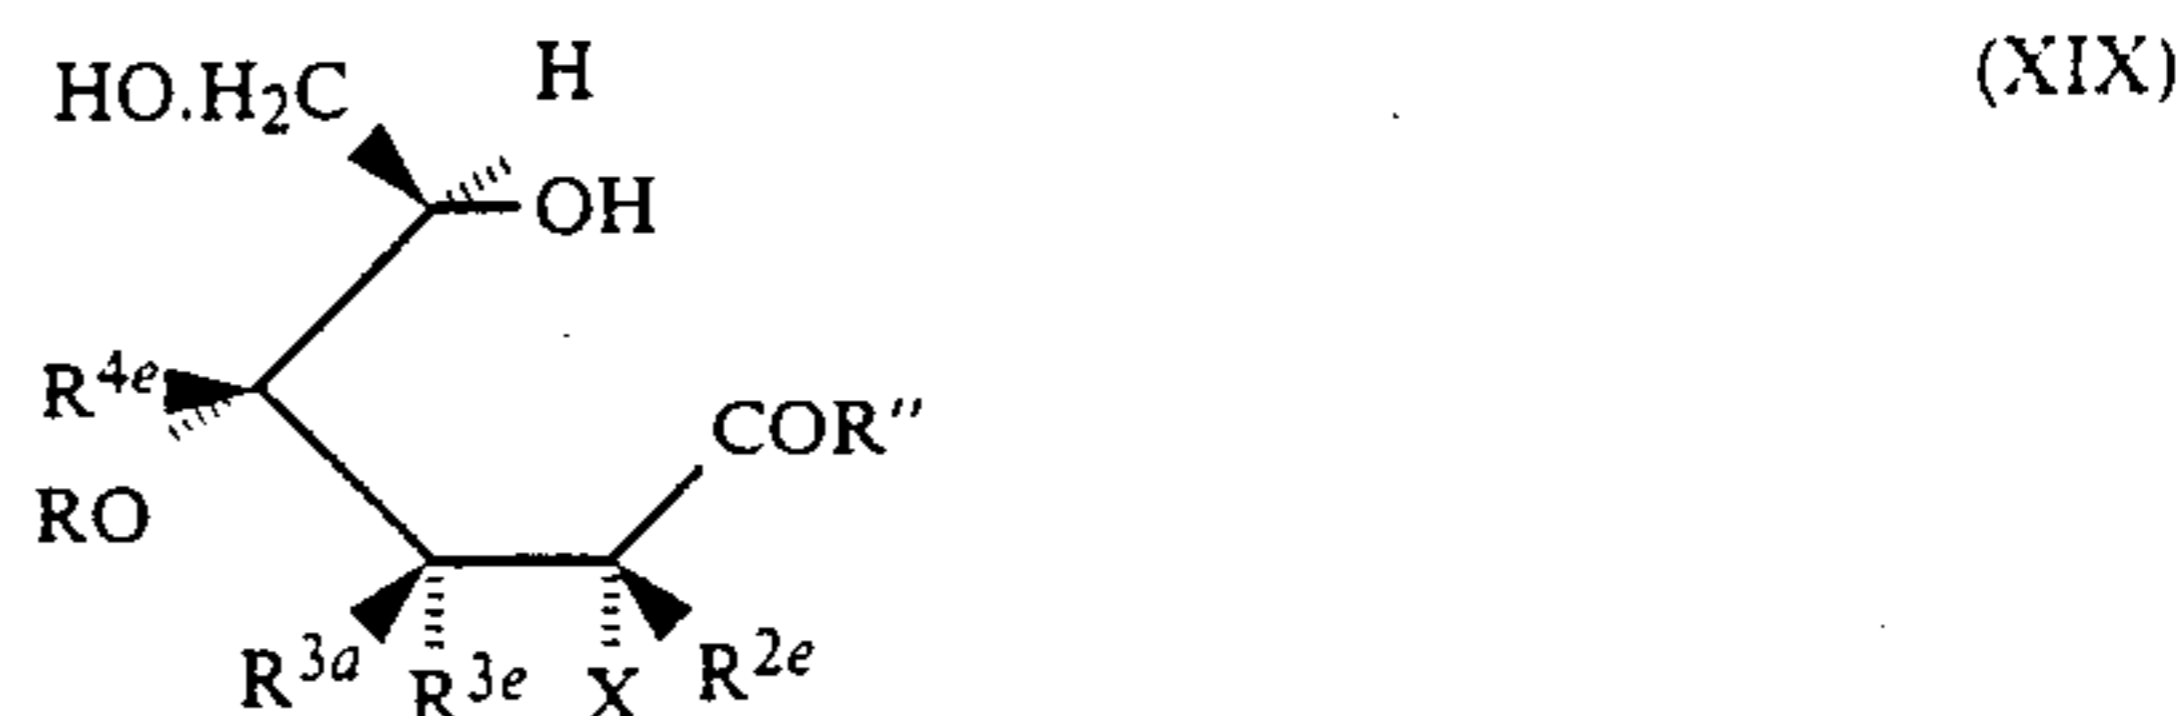 HO.H₂C H (XIX)
OH
R⁴ᵉ
COR″
RO
R³ᵃ R³ᵉ X R²ᵉ